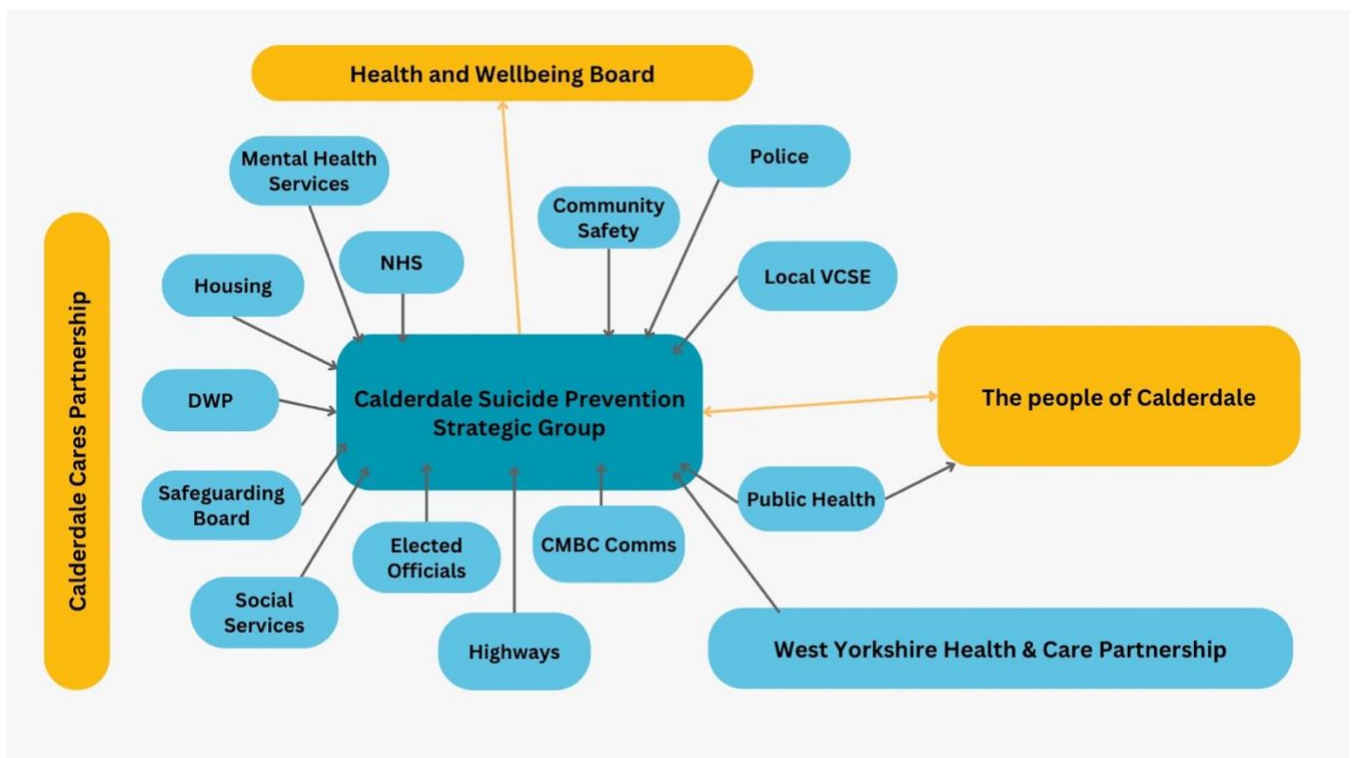 Health and Wellbeing Board
Mental Health
Services
Police
Community
Safety
NHS
Local VCSE
Housing
Calderdale Cares Partnership
DWP
Calderdale Suicide Prevention
Strategic Group
The people of Calderdale
Safeguarding
Board
Public Health
Elected
Officials
CMBC Comms
Social
Services
Highways
West Yorkshire Health & Care Partnership